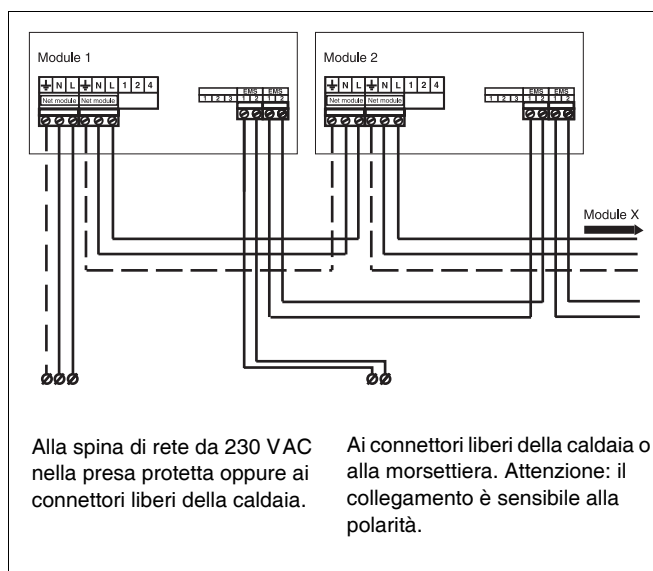 Module 1
Module 2
N L N L 1 2 4
Net module Net module
EMS EMS
1 2 3 1 2 1 2
N L N L 1 2 4
Net module Net module
EMS EMS
1 2 3 1 2 1 2
Module X
Alla spina di rete da 230 VAC
nella presa protetta oppure ai
connettori liberi della caldaia.
Ai connettori liberi della caldaia o
alla morsettiera. Attenzione: il
collegamento è sensibile alla
polarità.